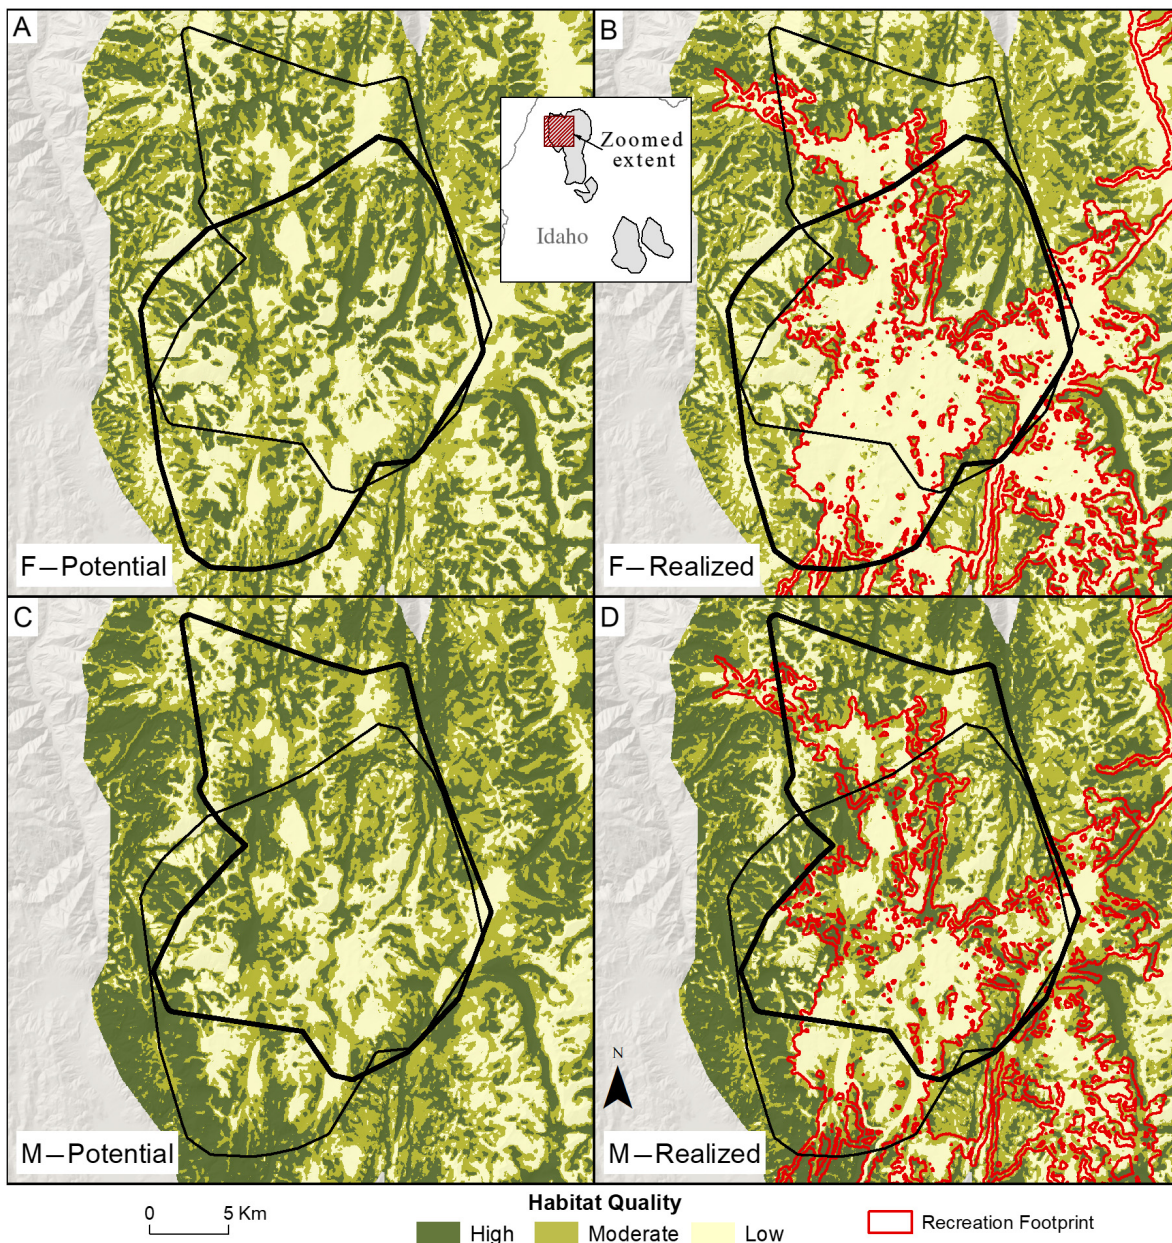 A
B
Zoomed
extent
Idaho
F–Potential
F–Realized
C
D
N
M–Potential
M–Realized
0 5 Km
Habitat Quality
High Moderate Low
Recreation Footprint